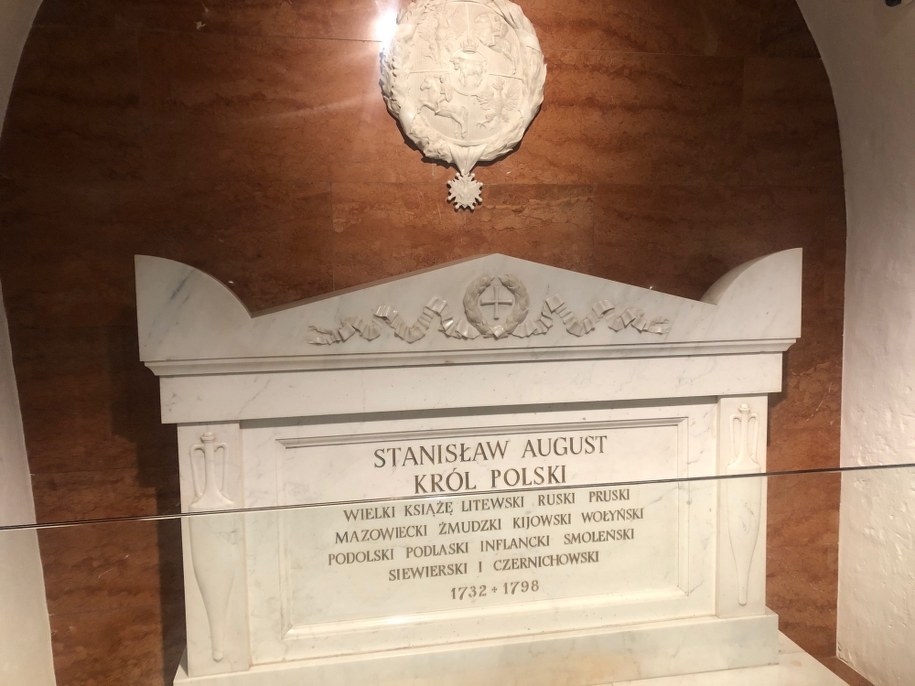 STANISŁAW AUGUST
KRÓL POLSKI
WIELKI KSIĄŻĘ LITEWSKI RUSKI PRUSKI
MAZOWIECKI ŻMUDZKI KIJOWSKI WOŁYŃSKI
PODOLSKI PODLASKI INFLANCKI SMOLEŃSKI
SIEWIERSKI I CZERNICHOWSKI
1732 + 1798